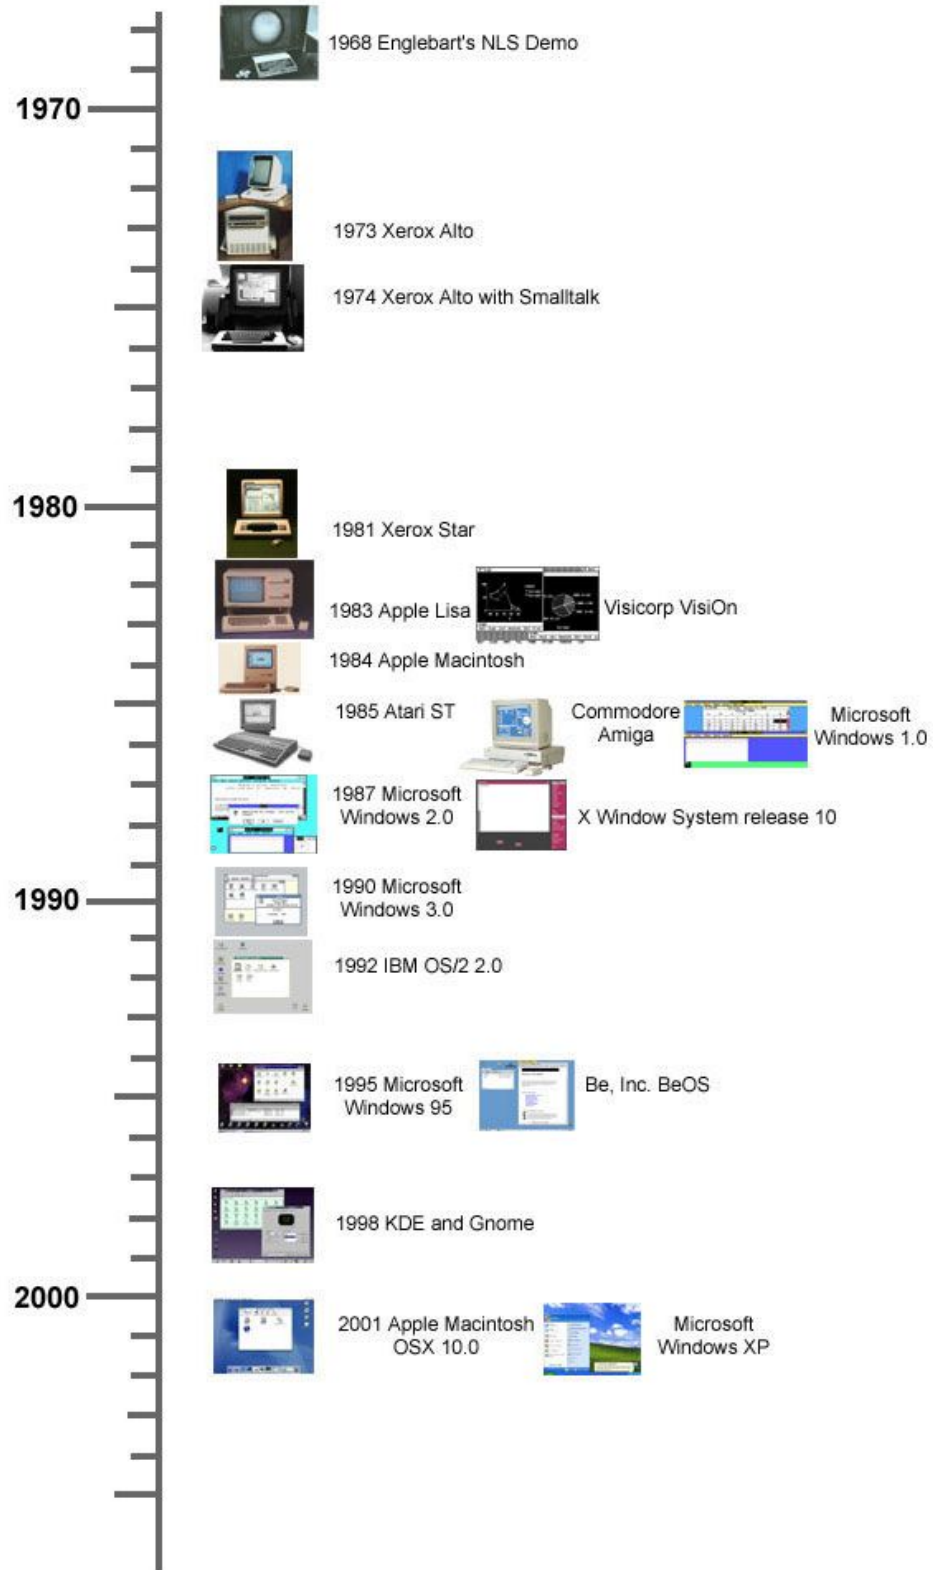 1968 Englebart's NLS Demo
1970
1973 Xerox Alto
1974 Xerox Alto with Smalltalk
1980
1981 Xerox Star
1983 Apple Lisa
Visicorp VisiOn
1984 Apple Macintosh
1985 Atari ST
Commodore
Amiga
Microsoft
Windows 1.0
1987 Microsoft
Windows 2.0
X Window System release 10
1990
1990 Microsoft
Windows 3.0
1992 IBM OS/2 2.0
1995 Microsoft
Windows 95
Be, Inc. BeOS
1998 KDE and Gnome
2000
2001 Apple Macintosh
OSX 10.0
Microsoft
Windows XP